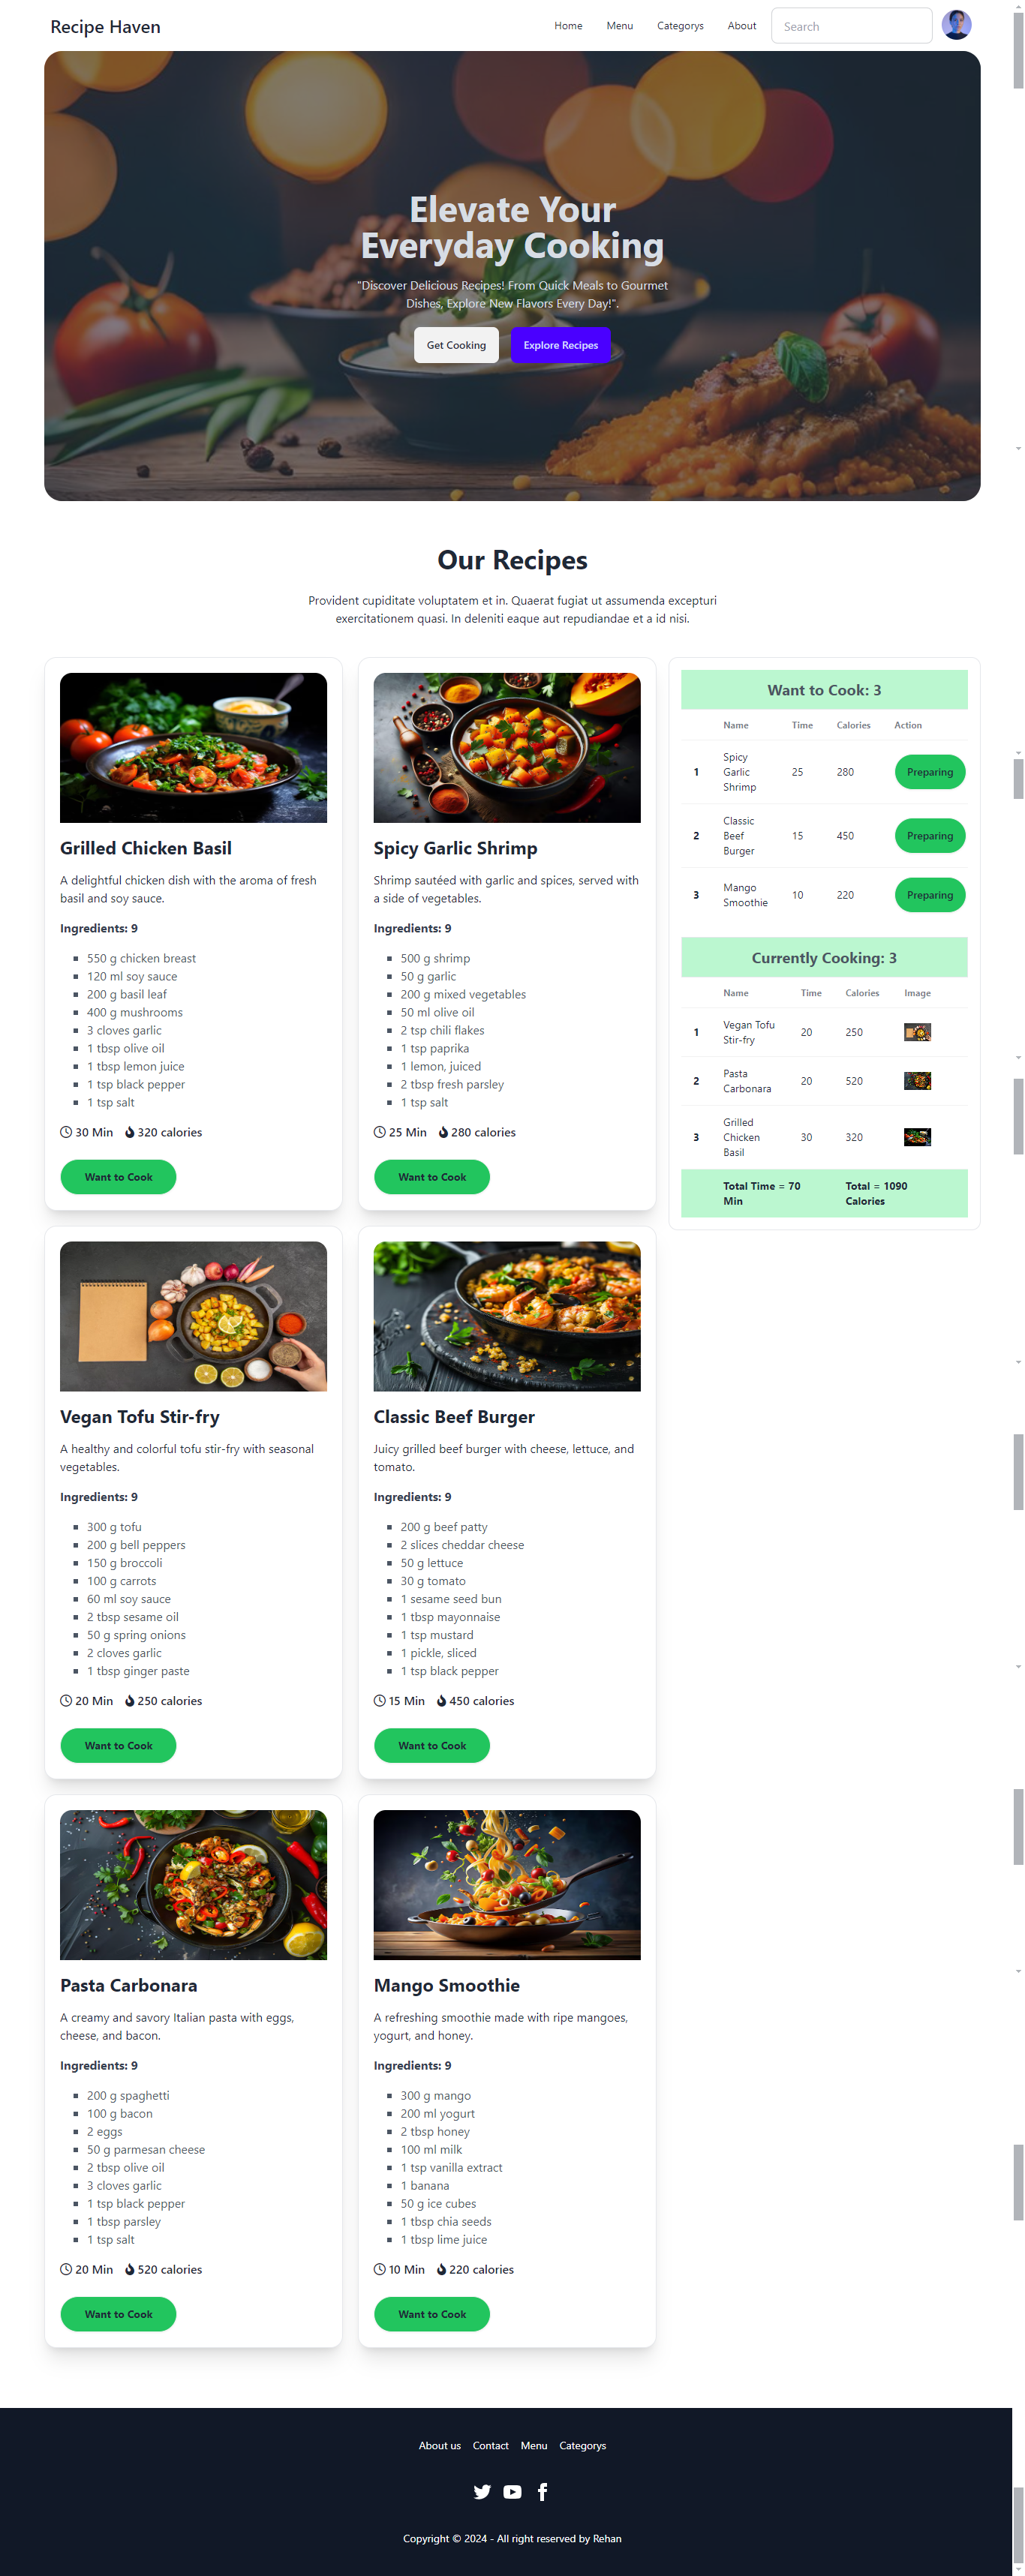 Recipe Haven
Home
Menu
Categorys
About
Search
Elevate Your
Everyday Cooking
"Discover Delicious Recipes! From Quick Meals to Gourmet
Dishes, Explore New Flavors Every Day!".
Get Cooking
Explore Recipes
Our Recipes
Provident cupiditate voluptatem et in. Quaerat fugiat ut assumenda excepturi
exercitationem quasi. In deleniti eaque aut repudiandae et a id nisi.
Grilled Chicken Basil
A delightful chicken dish with the aroma of fresh
basil and soy sauce.
Ingredients: 9
550 g chicken breast
120 ml soy sauce
200 g basil leaf
400 g mushrooms
3 cloves garlic
1 tbsp olive oil
1 tbsp lemon juice
1 tsp black pepper
1 tsp salt
30 Min 320 calories
Want to Cook
Spicy Garlic Shrimp
Shrimp sautéed with garlic and spices, served with
a side of vegetables.
Ingredients: 9
500 g shrimp
50 g garlic
200 g mixed vegetables
50 ml olive oil
2 tsp chili flakes
1 tsp paprika
1 lemon, juiced
2 tbsp fresh parsley
1 tsp salt
25 Min 280 calories
Want to Cook
Want to Cook: 3
Name Time Calories Action
1 Spicy Garlic Shrimp 25 280 Preparing
2 Classic Beef Burger 15 450 Preparing
3 Mango Smoothie 10 220 Preparing
Currently Cooking: 3
Name Time Calories Image
1 Vegan Tofu Stir-fry 20 250
2 Pasta Carbonara 20 520
3 Grilled Chicken Basil 30 320
Total Time = 70 Min
Total = 1090 Calories
Vegan Tofu Stir-fry
A healthy and colorful tofu stir-fry with seasonal
vegetables.
Ingredients: 9
300 g tofu
200 g bell peppers
150 g broccoli
100 g carrots
60 ml soy sauce
2 tbsp sesame oil
50 g spring onions
2 cloves garlic
1 tbsp ginger paste
20 Min 250 calories
Want to Cook
Classic Beef Burger
Juicy grilled beef burger with cheese, lettuce, and
tomato.
Ingredients: 9
200 g beef patty
2 slices cheddar cheese
50 g lettuce
30 g tomato
1 sesame seed bun
1 tbsp mayonnaise
1 tsp mustard
1 pickle, sliced
1 tsp black pepper
15 Min 450 calories
Want to Cook
Pasta Carbonara
A creamy and savory Italian pasta with eggs,
cheese, and bacon.
Ingredients: 9
200 g spaghetti
100 g bacon
2 eggs
50 g parmesan cheese
2 tbsp olive oil
3 cloves garlic
1 tsp black pepper
1 tbsp parsley
1 tsp salt
20 Min 520 calories
Want to Cook
Mango Smoothie
A refreshing smoothie made with ripe mangoes,
yogurt, and honey.
Ingredients: 9
300 g mango
200 ml yogurt
2 tbsp honey
100 ml milk
1 tsp vanilla extract
1 banana
50 g ice cubes
1 tbsp chia seeds
1 tbsp lime juice
10 Min 220 calories
Want to Cook
About us Contact Menu Categorys
Copyright © 2024 - All right reserved by Rehan